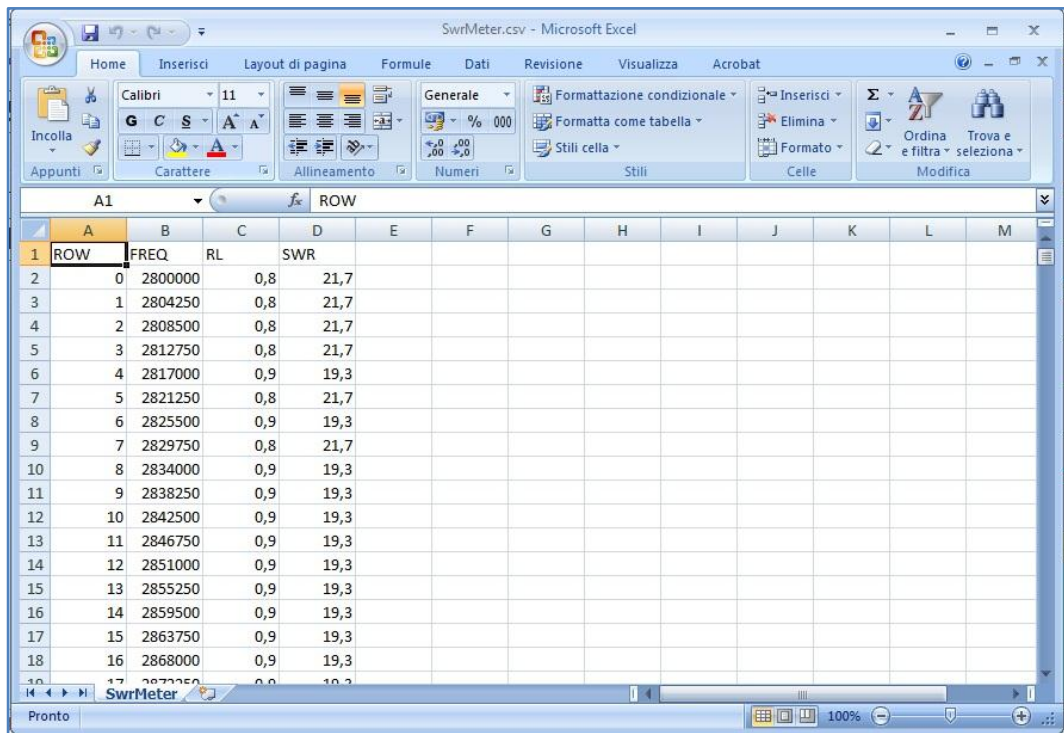 SwrMeter.csv - Microsoft Excel
Home Inserisci Layout di pagina Formule Dati Revisione Visualizza Acrobat
Incolla
Appunti
Calibri 11
G C S A A
A
Carattere
Allineamento
Generale
% 000
,00 ,0
Numeri
Formattazione condizionale
Formatta come tabella
Stili cella
Stili
Inserisci
Elimina
Formato
Celle
Σ
Ordina e filtra
Trova e seleziona
Modifica
A1 fx ROW
A B C D E F G H I J K L M
1 ROW FREQ RL SWR
2 0 2800000 0,8 21,7
3 1 2804250 0,8 21,7
4 2 2808500 0,8 21,7
5 3 2812750 0,8 21,7
6 4 2817000 0,9 19,3
7 5 2821250 0,8 21,7
8 6 2825500 0,9 19,3
9 7 2829750 0,8 21,7
10 8 2834000 0,9 19,3
11 9 2838250 0,9 19,3
12 10 2842500 0,9 19,3
13 11 2846750 0,9 19,3
14 12 2851000 0,9 19,3
15 13 2855250 0,9 19,3
16 14 2859500 0,9 19,3
17 15 2863750 0,9 19,3
18 16 2868000 0,9 19,3
SwrMeter
Pronto 100%